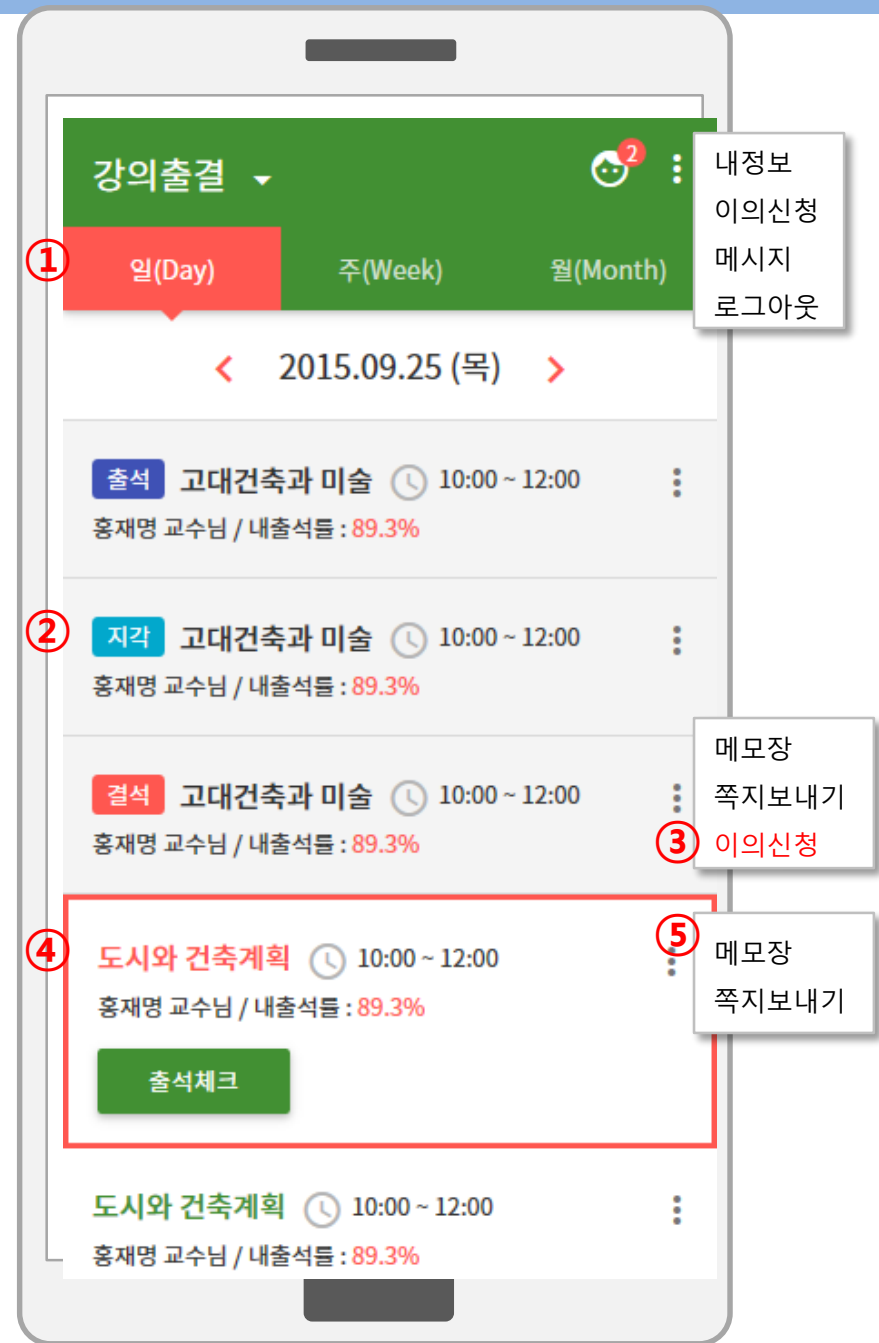 강의출결
2
내정보
이의신청
메시지
로그아웃
① 일(Day) 주(Week) 월(Month)
< 2015.09.25 (목) >
출석 고대건축과 미술 10:00 ~ 12:00
홍재명 교수님 / 내출석틀 : 89.3%
② 지각 고대건축과 미술 10:00 ~ 12:00
홍재명 교수님 / 내출석틀 : 89.3%
결석 고대건축과 미술 10:00 ~ 12:00
홍재명 교수님 / 내출석틀 : 89.3%
메모장
쪽지보내기
③ 이의신청
④ 도시와 건축계획 10:00 ~ 12:00
홍재명 교수님 / 내출석틀 : 89.3%
출석체크
⑤ 메모장
쪽지보내기
도시와 건축계획 10:00 ~ 12:00
홍재명 교수님 / 내출석틀 : 89.3%